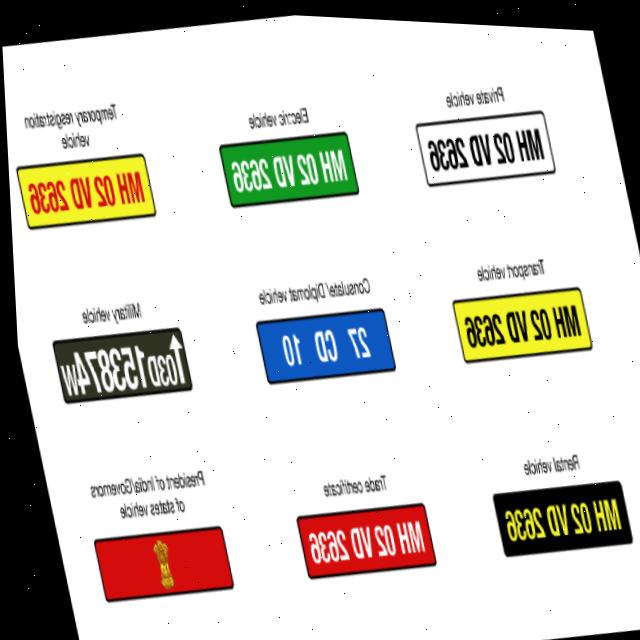 Private vehicle
MH 02 VD 2636
Electric vehicle
MH 02 VD 2636
Temporary resgistration
vehicle
MH 02 VD 2636
Transport vehicle
MH 02 VD 2636
Consulate/Diplomat vehicle
27 CD 10
Military vehicle
↑03D153874W
Rental vehicle
MH 02 VD 2636
Trade certificate
MH 02 VD 2636
President of India/Governors
of states vehicle